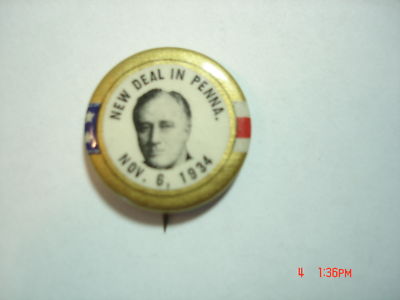 NEW DEAL IN PENNA.
NOV. 6, 1934
4 1:36PM